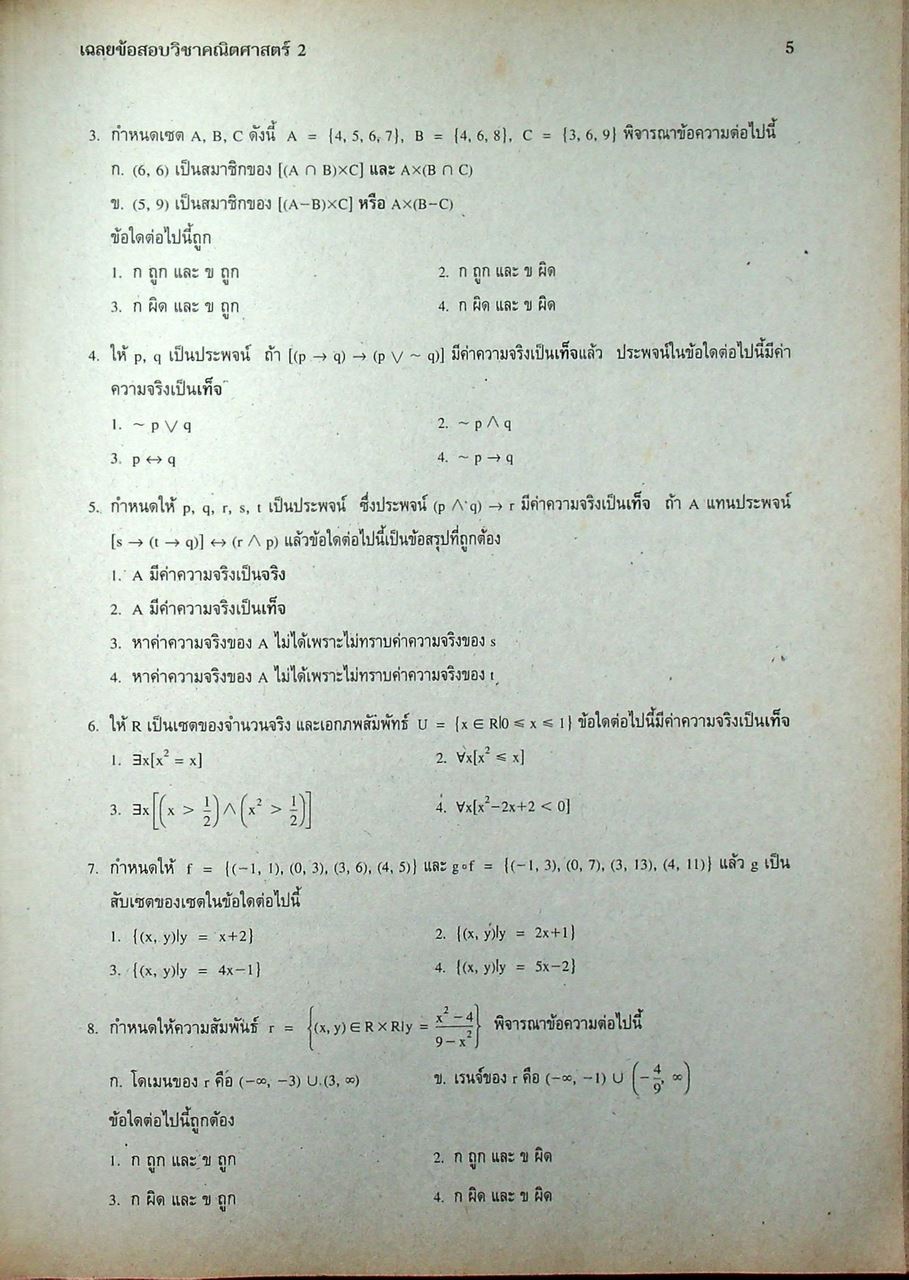 เฉลยข้อสอบวิชาคณิตศาสตร์ 2 5
3. กำหนดเซต A, B, C ดังนี้ A = {4, 5, 6, 7}, B = {4, 6, 8}, C = {3, 6, 9} พิจารณาข้อความต่อไปนี้
ก. (6, 6) เป็นสมาชิกของ [(A ∩ B)×C] และ A×(B ∩ C)
ข. (5, 9) เป็นสมาชิกของ [(A−B)×C] หรือ A×(B−C)
ข้อใดต่อไปนี้ถูก
1. ก ถูก และ ข ถูก 2. ก ถูก และ ข ผิด
3. ก ผิด และ ข ถูก 4. ก ผิด และ ข ผิด
4. ให้ p, q เป็นประพจน์ ถ้า [(p → q) → (p ∨ ~ q)] มีค่าความจริงเป็นเท็จแล้ว ประพจน์ในข้อใดต่อไปนี้มีค่า
ความจริงเป็นเท็จ
1. ~ p ∨ q 2. ~ p ∧ q
3. p ↔ q 4. ~ p → q
5. กำหนดให้ p, q, r, s, t เป็นประพจน์ ซึ่งประพจน์ (p ∧ q) → r มีค่าความจริงเป็นเท็จ ถ้า A แทนประพจน์
[s → (t → q)] ↔ (r ∧ p) แล้วข้อใดต่อไปนี้เป็นข้อสรุปที่ถูกต้อง
1. A มีค่าความจริงเป็นจริง
2. A มีค่าความจริงเป็นเท็จ
3. หาค่าความจริงของ A ไม่ได้เพราะไม่ทราบค่าความจริงของ s
4. หาค่าความจริงของ A ไม่ได้เพราะไม่ทราบค่าความจริงของ t
6. ให้ R เป็นเซตของจำนวนจริง และเอกภพสัมพัทธ์ U = {x ∈ R|0 ⩽ x ⩽ 1} ข้อใดต่อไปนี้มีค่าความจริงเป็นเท็จ
1. ∃x[x² = x] 2. ∀x[x² ⩽ x]
3. ∃x[(x > 1/2) ∧ (x² > 1/2)] 4. ∀x[x²−2x+2 < 0]
7. กำหนดให้ f = {(−1, 1), (0, 3), (3, 6), (4, 5)} และ g∘f = {(−1, 3), (0, 7), (3, 13), (4, 11)} แล้ว g เป็น
สับเซตของเซตในข้อใดต่อไปนี้
1. {(x, y)|y = x+2} 2. {(x, y)|y = 2x+1}
3. {(x, y)|y = 4x−1} 4. {(x, y)|y = 5x−2}
8. กำหนดให้ความสัมพันธ์ r = {(x, y) ∈ R × R|y = (x²−4)/(9−x²)} พิจารณาข้อความต่อไปนี้
ก. โดเมนของ r คือ (−∞, −3) ∪ (3, ∞) ข. เรนจ์ของ r คือ (−∞, −1) ∪ (−4/9, ∞)
ข้อใดต่อไปนี้ถูกต้อง
1. ก ถูก และ ข ถูก 2. ก ถูก และ ข ผิด
3. ก ผิด และ ข ถูก 4. ก ผิด และ ข ผิด